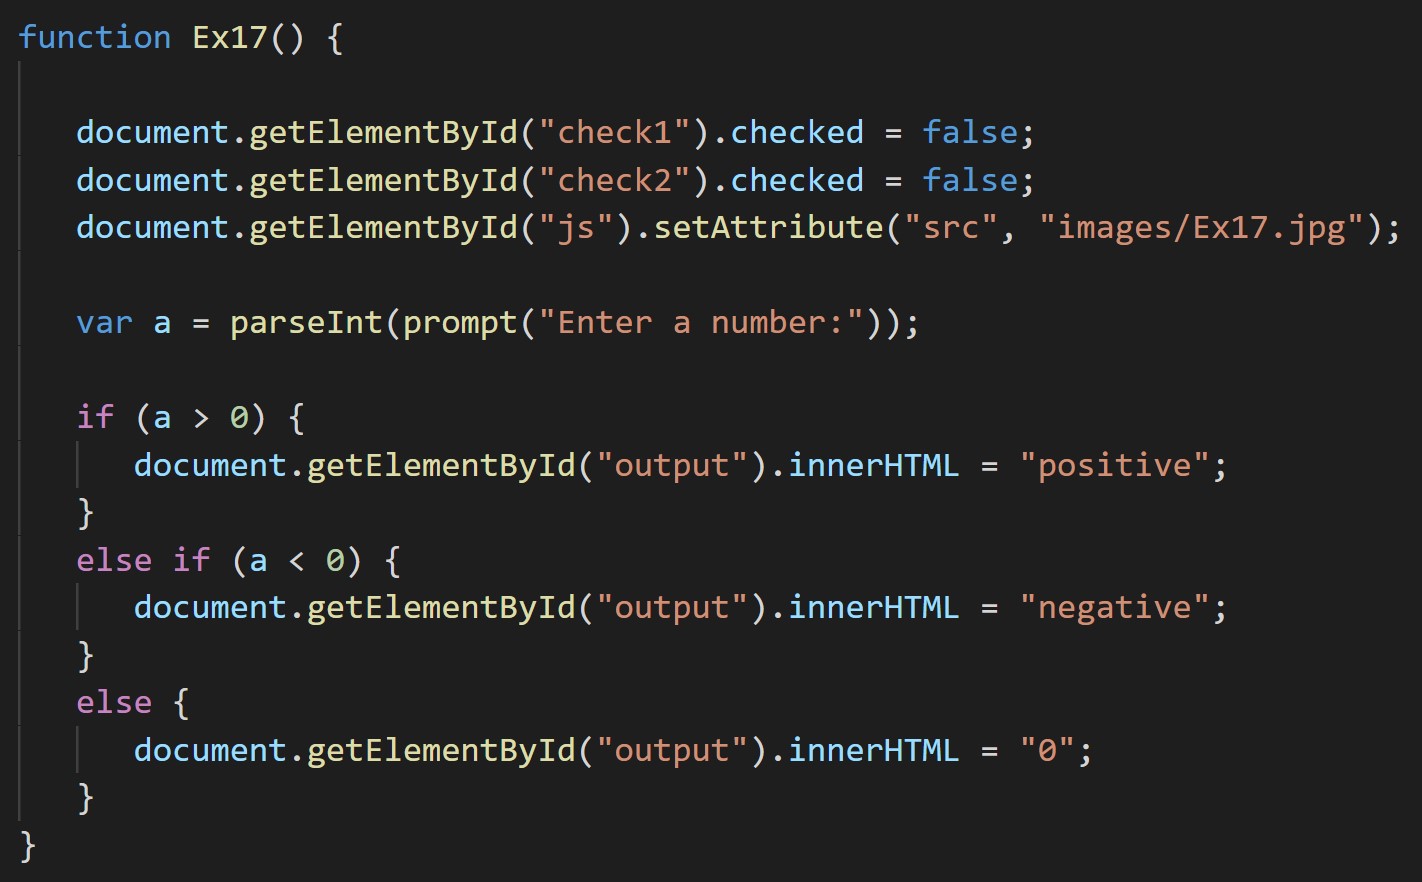 function Ex17() {
document.getElementById("check1").checked = false;
document.getElementById("check2").checked = false;
document.getElementById("js").setAttribute("src", "images/Ex17.jpg");
var a = parseInt(prompt("Enter a number:"));
if (a > 0) {
document.getElementById("output").innerHTML = "positive";
}
else if (a < 0) {
document.getElementById("output").innerHTML = "negative";
}
else {
document.getElementById("output").innerHTML = "0";
}
}